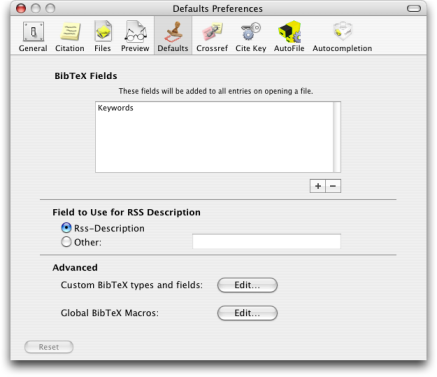 Defaults Preferences
General Citation Files Preview Defaults Crossref Cite Key AutoFile Autocompletion
BibTeX Fields
These fields will be added to all entries on opening a file.
Keywords
+ −
Field to Use for RSS Description
Rss-Description
Other:
Advanced
Custom BibTeX types and fields: Edit...
Global BibTeX Macros: Edit...
Reset